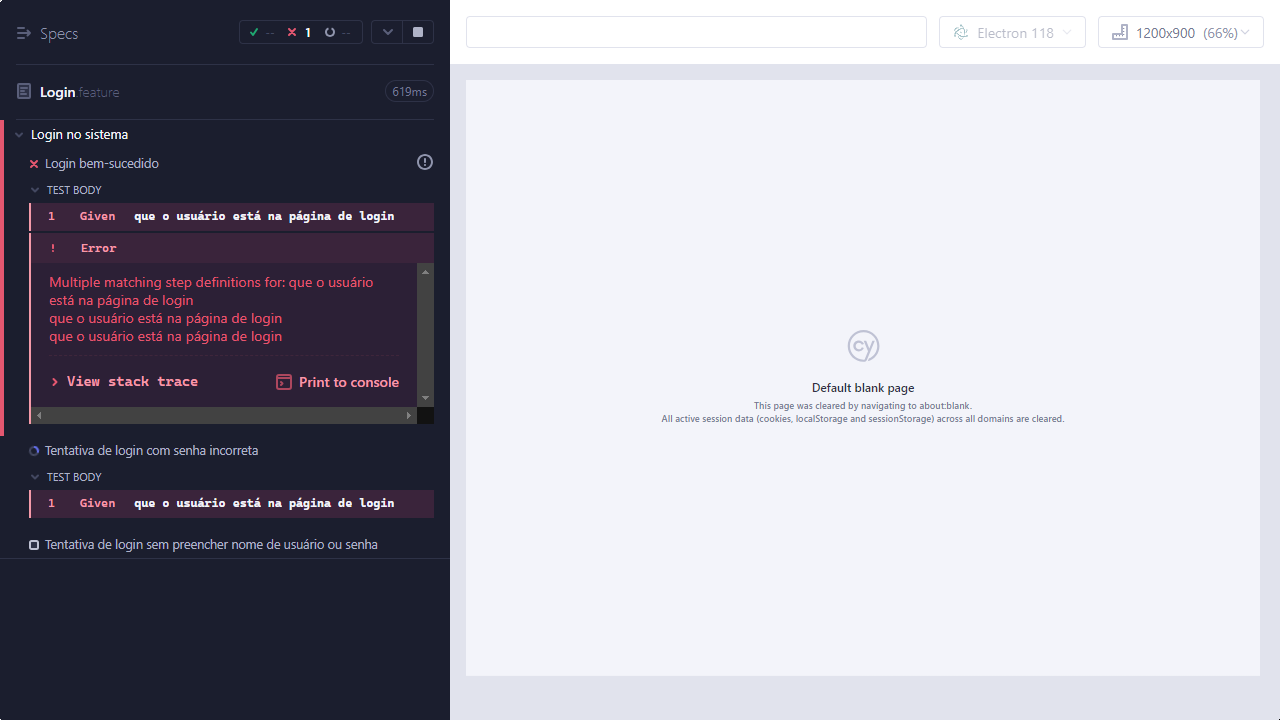 Specs
-- 1 --
Login.feature
619ms
Login no sistema
Login bem-sucedido
TEST BODY
1 Given que o usuário está na página de login
! Error
Multiple matching step definitions for: que o usuário
está na página de login
que o usuário está na página de login
que o usuário está na página de login
View stack trace
Print to console
Tentativa de login com senha incorreta
TEST BODY
1 Given que o usuário está na página de login
Tentativa de login sem preencher nome de usuário ou senha
Electron 118
1200x900 (66%)
cy
Default blank page
This page was cleared by navigating to about:blank.
All active session data (cookies, localStorage and sessionStorage) across all domains are cleared.